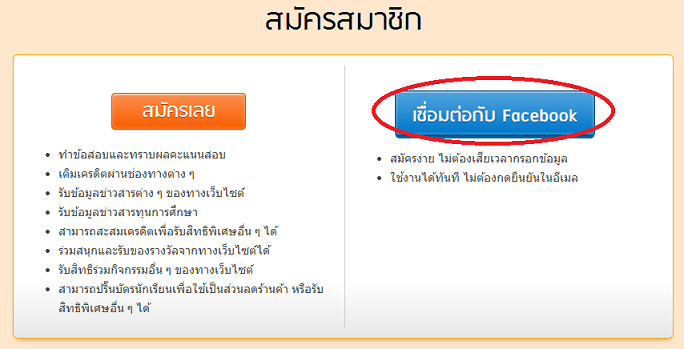 สมัครสมาชิก
สมัครเลย
• ทำข้อสอบและทราบผลคะแนนสอบ
• เติมเครดิตผ่านช่องทางต่าง ๆ
• รับข้อมูลข่าวสารต่าง ๆ ของทางเว็บไซต์
• รับข้อมูลข่าวสารทุนการศึกษา
• สามารถสะสมเครดิตเพื่อรับสิทธิพิเศษอื่น ๆ ได้
• ร่วมสนุกและรับของรางวัลจากทางเว็บไซต์ได้
• รับสิทธิร่วมกิจกรรมอื่น ๆ ของทางเว็บไซต์
• สามารถปริ๊นบัตรนักเรียนเพื่อใช้เป็นส่วนลดร้านค้า หรือรับ
สิทธิพิเศษอื่น ๆ ได้
เชื่อมต่อกับ Facebook
• สมัครง่าย ไม่ต้องเสียเวลากรอกข้อมูล
• ใช้งานได้ทันที ไม่ต้องกดยืนยันในอีเมล